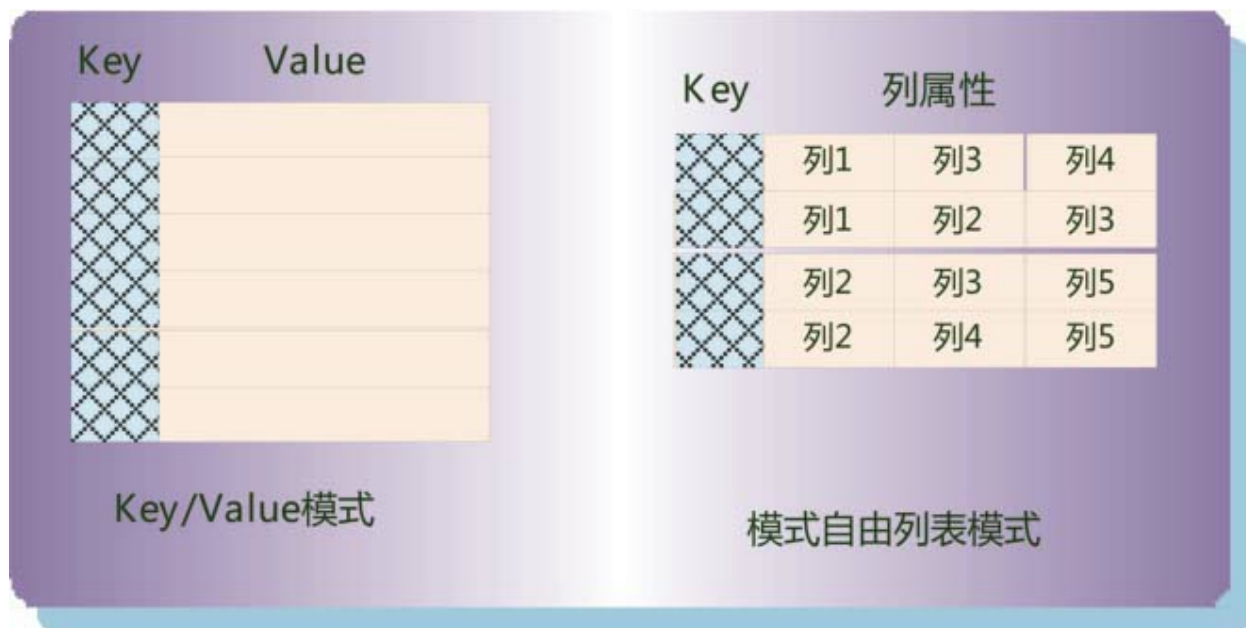 Key Value
Key/Value模式
Key 列属性
列1 列3 列4
列1 列2 列3
列2 列3 列5
列2 列4 列5
模式自由列表模式